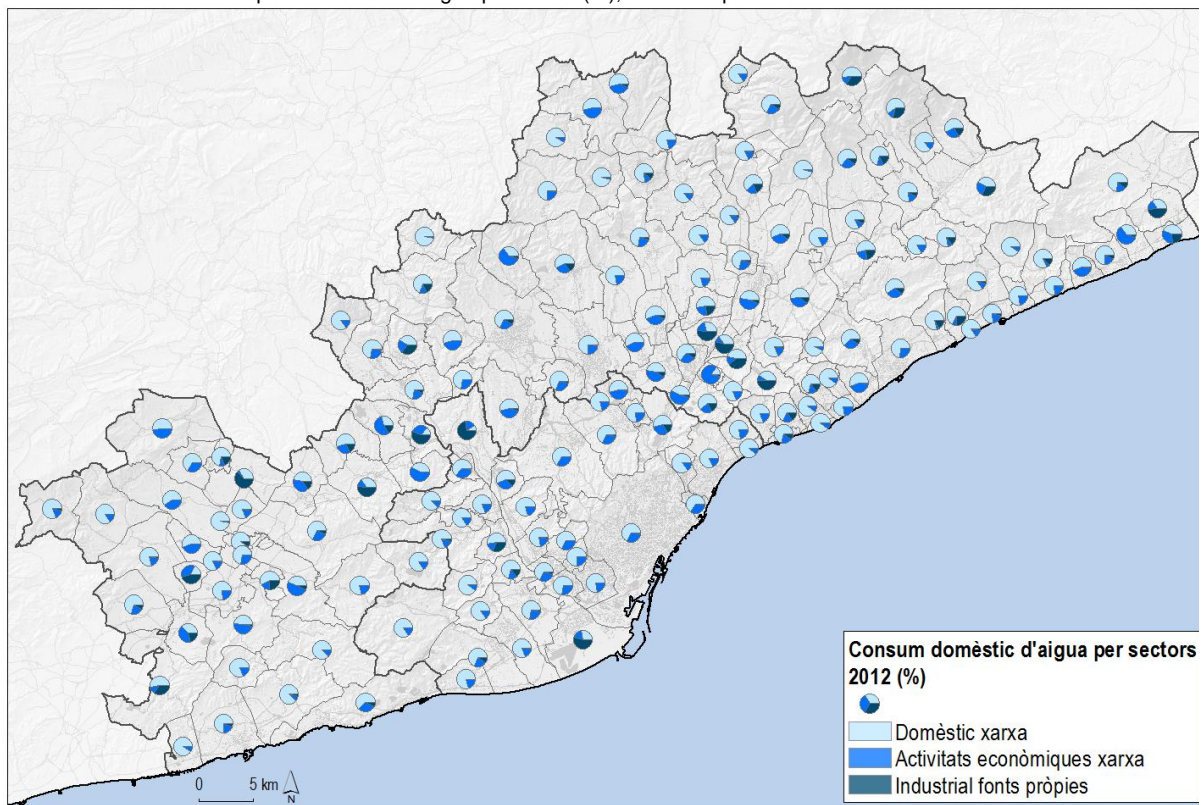 Consum domèstic d'aigua per sectors
2012 (%)
Domèstic xarxa
Activitats econòmiques xarxa
Industrial fonts pròpies
0 5 km
N